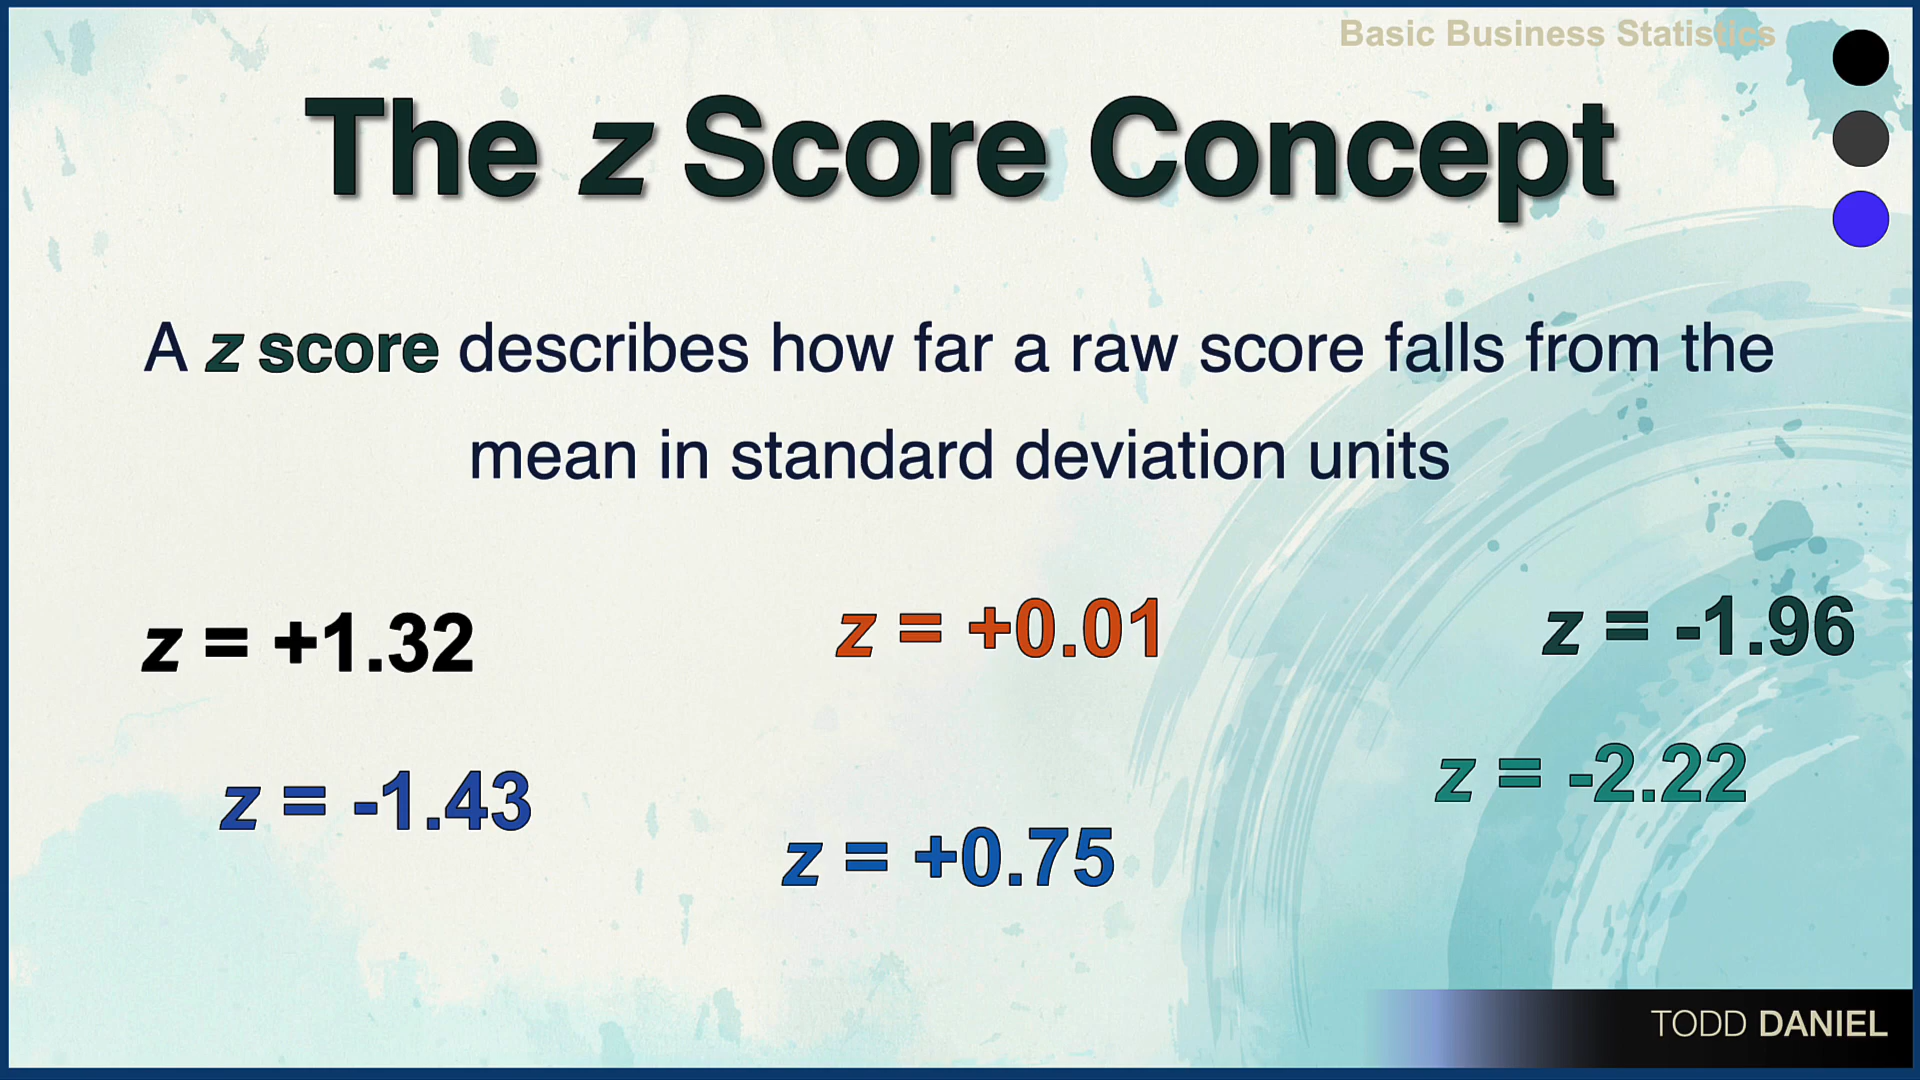 Basic Business Statistics
The z Score Concept
A z score describes how far a raw score falls from the
mean in standard deviation units
z = +1.32
z = +0.01
z = -1.96
z = -1.43
z = +0.75
z = -2.22
TODD DANIEL